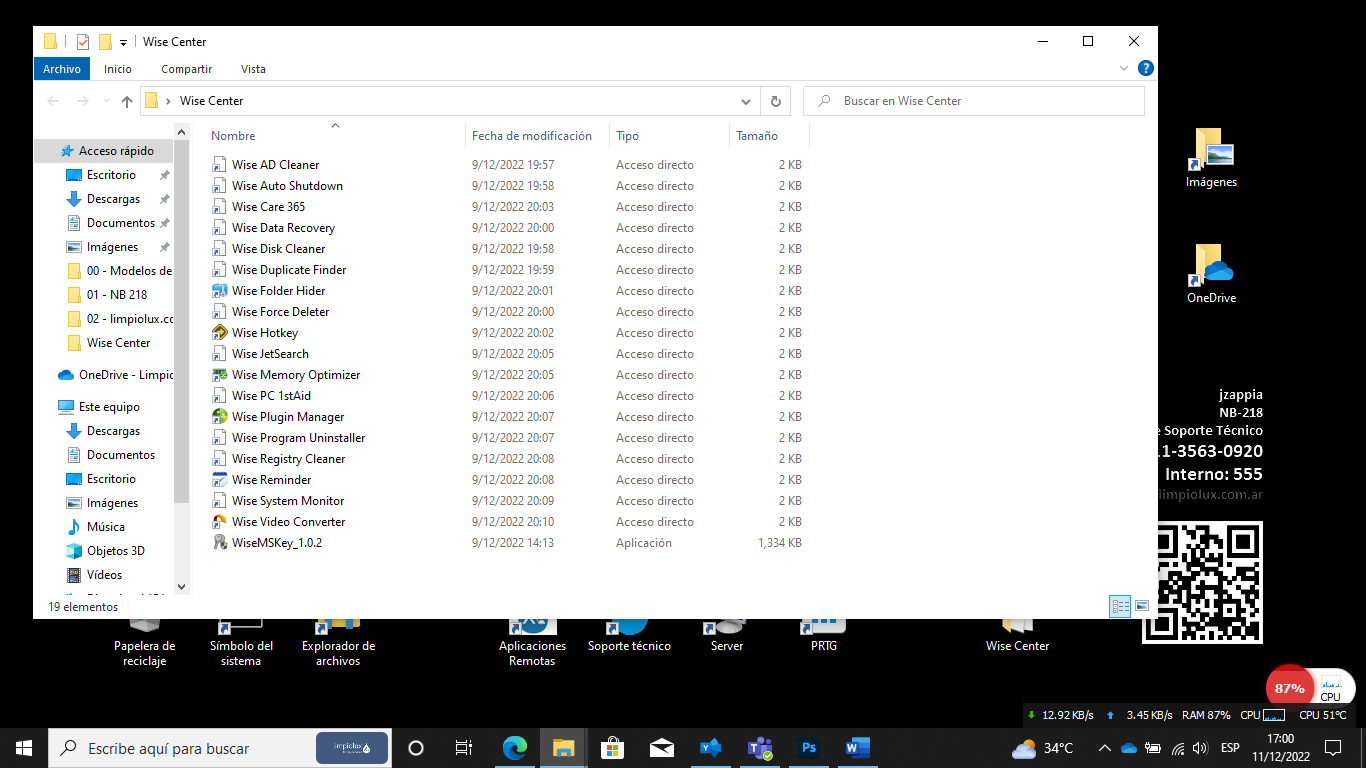 Wise Center
Archivo Inicio Compartir Vista
Wise Center Buscar en Wise Center
Nombre Fecha de modificación Tipo Tamaño
Acceso rápido
Escritorio
Descargas
Documentos
Imágenes
00 - Modelos de
01 - NB 218
02 - limpiolux.cc
Wise Center
OneDrive - Limpic
Este equipo
Descargas
Documentos
Escritorio
Imágenes
Música
Objetos 3D
Vídeos
Wise AD Cleaner 9/12/2022 19:57 Acceso directo 2 KB
Wise Auto Shutdown 9/12/2022 19:58 Acceso directo 2 KB
Wise Care 365 9/12/2022 20:03 Acceso directo 2 KB
Wise Data Recovery 9/12/2022 20:00 Acceso directo 2 KB
Wise Disk Cleaner 9/12/2022 19:58 Acceso directo 2 KB
Wise Duplicate Finder 9/12/2022 19:59 Acceso directo 2 KB
Wise Folder Hider 9/12/2022 20:01 Acceso directo 2 KB
Wise Force Deleter 9/12/2022 20:00 Acceso directo 2 KB
Wise Hotkey 9/12/2022 20:02 Acceso directo 2 KB
Wise JetSearch 9/12/2022 20:05 Acceso directo 2 KB
Wise Memory Optimizer 9/12/2022 20:05 Acceso directo 2 KB
Wise PC 1stAid 9/12/2022 20:06 Acceso directo 2 KB
Wise Plugin Manager 9/12/2022 20:07 Acceso directo 2 KB
Wise Program Uninstaller 9/12/2022 20:07 Acceso directo 2 KB
Wise Registry Cleaner 9/12/2022 20:08 Acceso directo 2 KB
Wise Reminder 9/12/2022 20:08 Acceso directo 2 KB
Wise System Monitor 9/12/2022 20:09 Acceso directo 2 KB
Wise Video Converter 9/12/2022 20:10 Acceso directo 2 KB
WiseMSKey_1.0.2 9/12/2022 14:13 Aplicación 1,334 KB
19 elementos
Imágenes
OneDrive
jzappia
NB-218
e Soporte Técnico
11-3563-0920
Interno: 555
limpiolux.com.ar
Papelera de reciclaje
Símbolo del sistema
Explorador de archivos
Aplicaciones Remotas
Soporte técnico
Server
PRTG
Wise Center
87% CPU
12.92 KB/s 3.45 KB/s RAM 87% CPU CPU 51ºC
Escribe aquí para buscar limpiolux
34°C ESP 17:00
11/12/2022